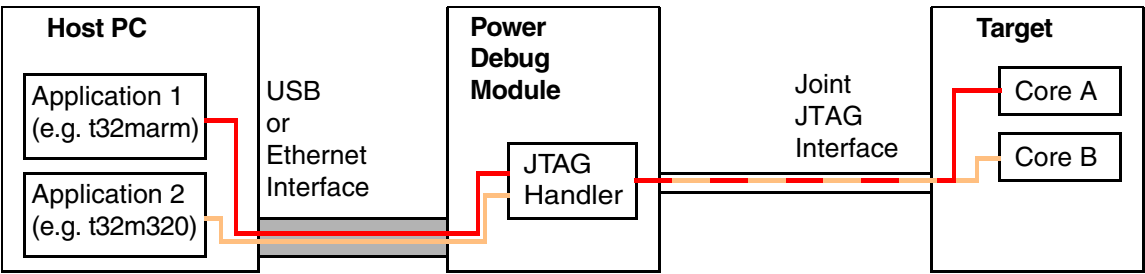 Host PC
Application 1
(e.g. t32marm)
Application 2
(e.g. t32m320)
USB
or
Ethernet
Interface
Power
Debug
Module
JTAG
Handler
Joint
JTAG
Interface
Target
Core A
Core B